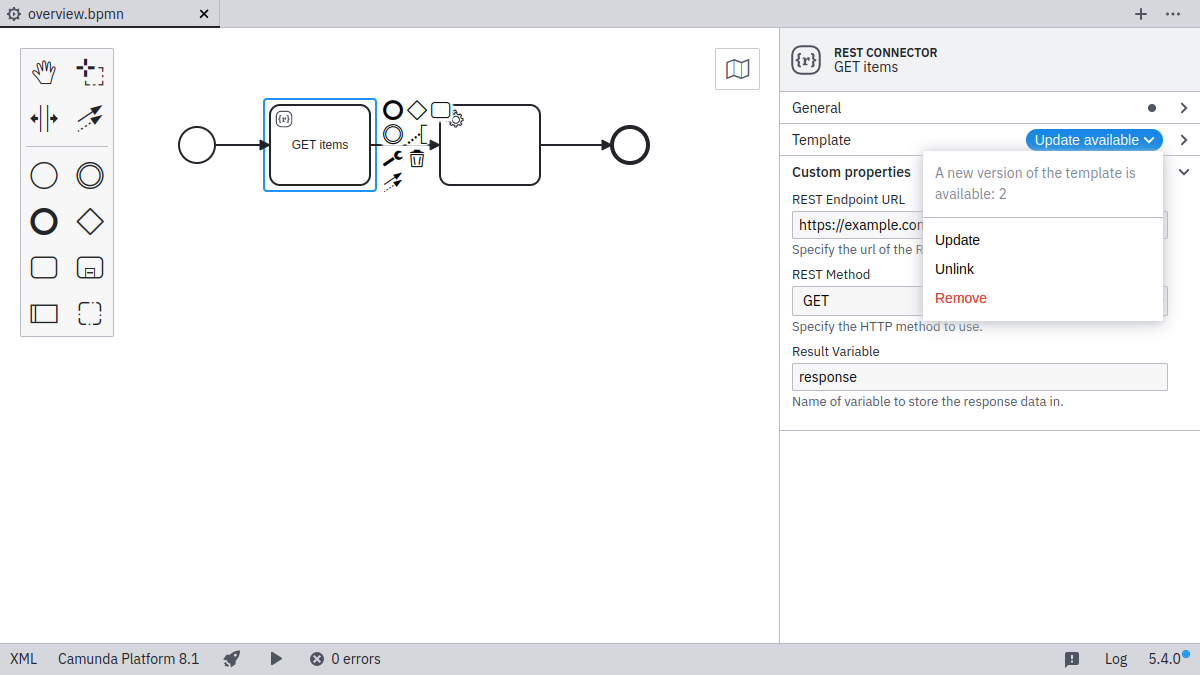 overview.bpmn
REST CONNECTOR
GET items
General
Template
Update available
A new version of the template is
available: 2
Update
Unlink
Remove
Custom properties
REST Endpoint URL
https://example.com
Specify the url of the
REST Method
GET
Specify the HTTP method to use.
Result Variable
response
Name of variable to store the response data in.
{r}
GET items
{r}
XML
Camunda Platform 8.1
0 errors
Log
5.4.0